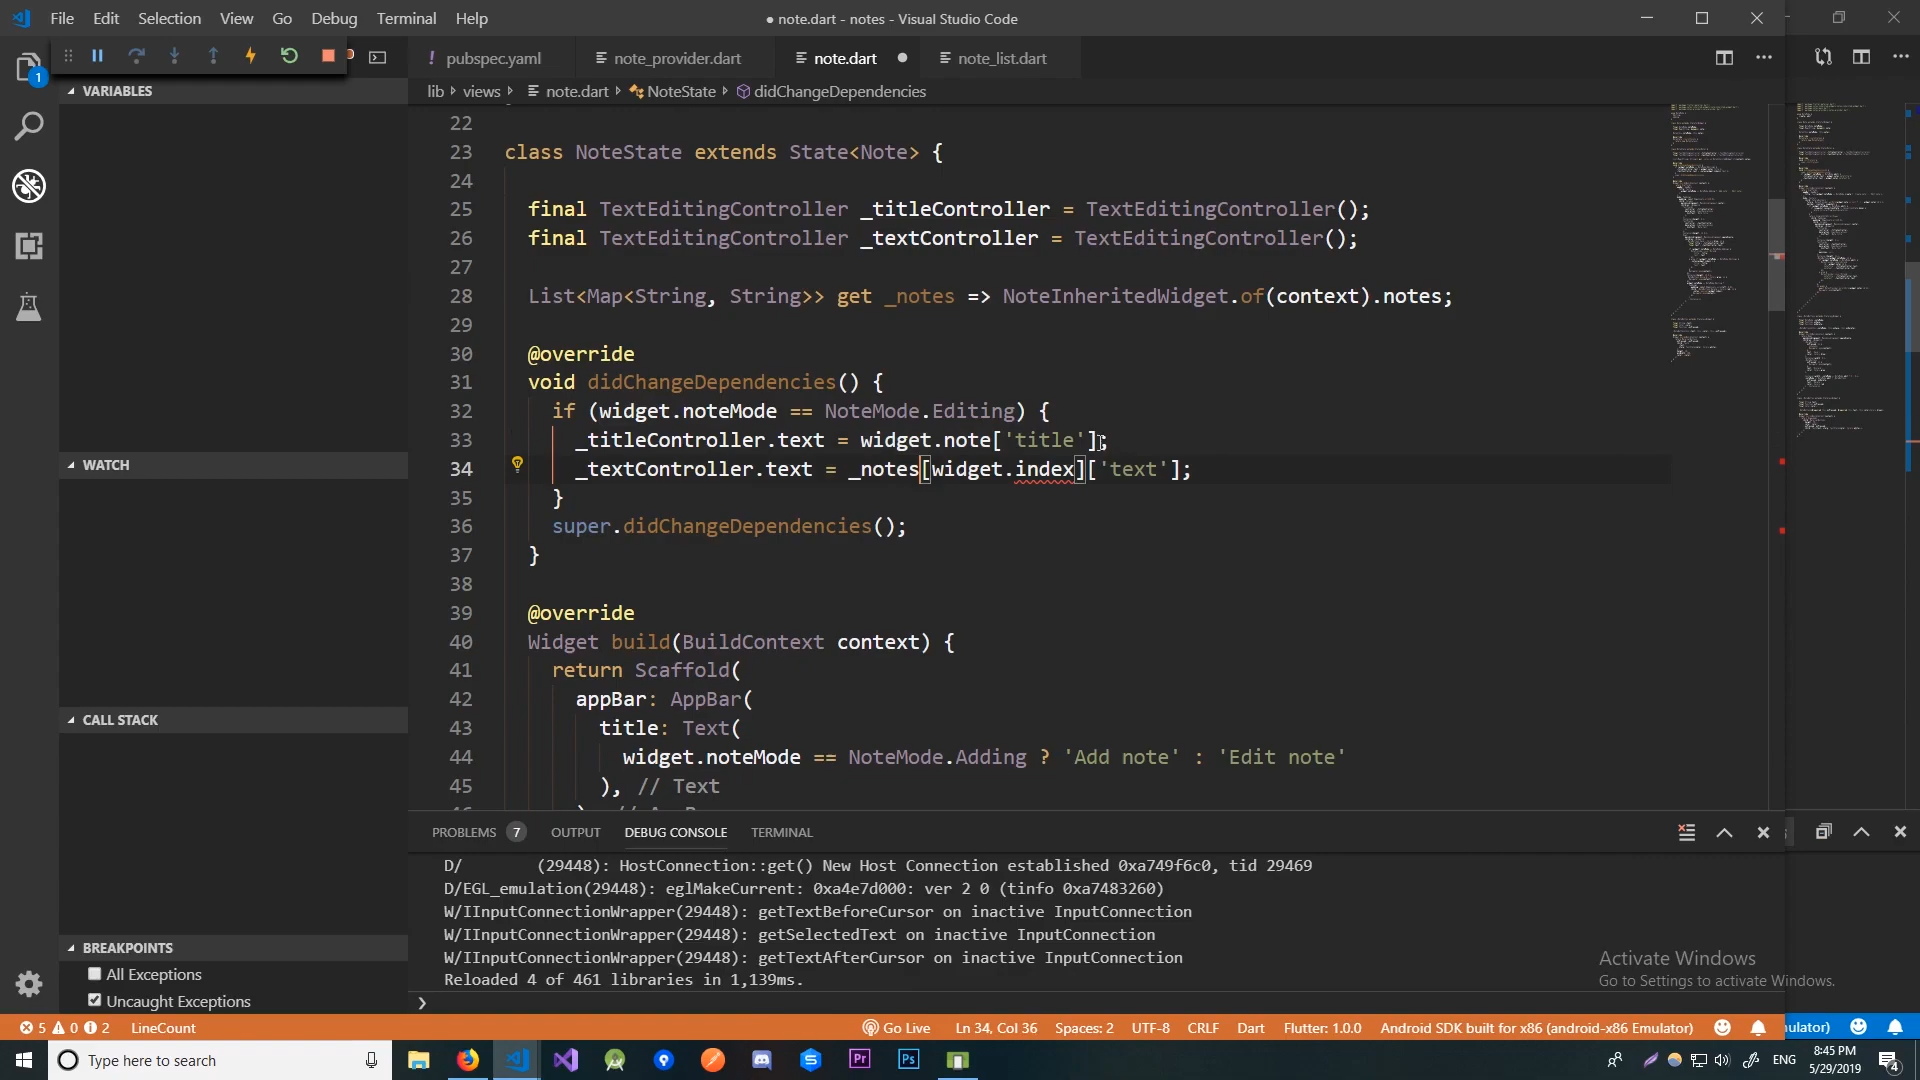 File Edit Selection View Go Debug Terminal Help
● note.dart - notes - Visual Studio Code
1
pubspec.yaml note_provider.dart note.dart note_list.dart
lib views note.dart NoteState didChangeDependencies
VARIABLES
WATCH
CALL STACK
BREAKPOINTS
All Exceptions
Uncaught Exceptions
22
23 class NoteState extends State<Note> {
24
25 final TextEditingController _titleController = TextEditingController();
26 final TextEditingController _textController = TextEditingController();
27
28 List<Map<String, String>> get _notes => NoteInheritedWidget.of(context).notes;
29
30 @override
31 void didChangeDependencies() {
32 if (widget.noteMode == NoteMode.Editing) {
33 _titleController.text = widget.note['title'];
34 _textController.text = _notes[widget.index]['text'];
35 }
36 super.didChangeDependencies();
37 }
38
39 @override
40 Widget build(BuildContext context) {
41 return Scaffold(
42 appBar: AppBar(
43 title: Text(
44 widget.noteMode == NoteMode.Adding ? 'Add note' : 'Edit note'
45 ), // Text
PROBLEMS 7 OUTPUT DEBUG CONSOLE TERMINAL
D/ (29448): HostConnection::get() New Host Connection established 0xa749f6c0, tid 29469
D/EGL_emulation(29448): eglMakeCurrent: 0xa4e7d000: ver 2 0 (tinfo 0xa7483260)
W/IInputConnectionWrapper(29448): getTextBeforeCursor on inactive InputConnection
W/IInputConnectionWrapper(29448): getSelectedText on inactive InputConnection
W/IInputConnectionWrapper(29448): getTextAfterCursor on inactive InputConnection
Reloaded 4 of 461 libraries in 1,139ms.
Activate Windows
Go to Settings to activate Windows.
5 0 2 LineCount Go Live Ln 34, Col 36 Spaces: 2 UTF-8 CRLF Dart Flutter: 1.0.0 Android SDK built for x86 (android-x86 Emulator) ulator)
Type here to search
ENG
8:45 PM
5/29/2019
4